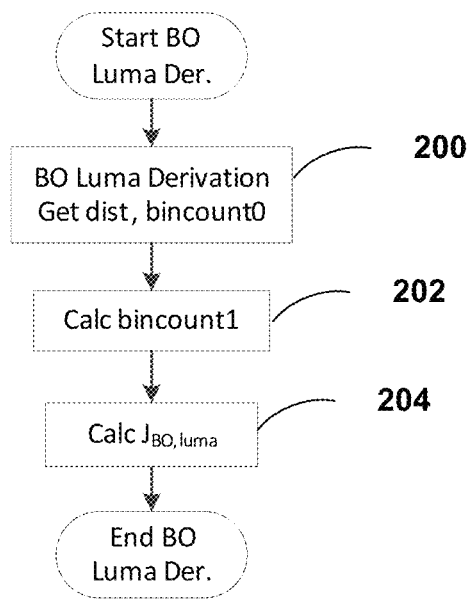 Start BO
Luma Der.
BO Luma Derivation
Get dist, bincount0
200
Calc bincount1
202
Calc J_BO, luma
204
End BO
Luma Der.